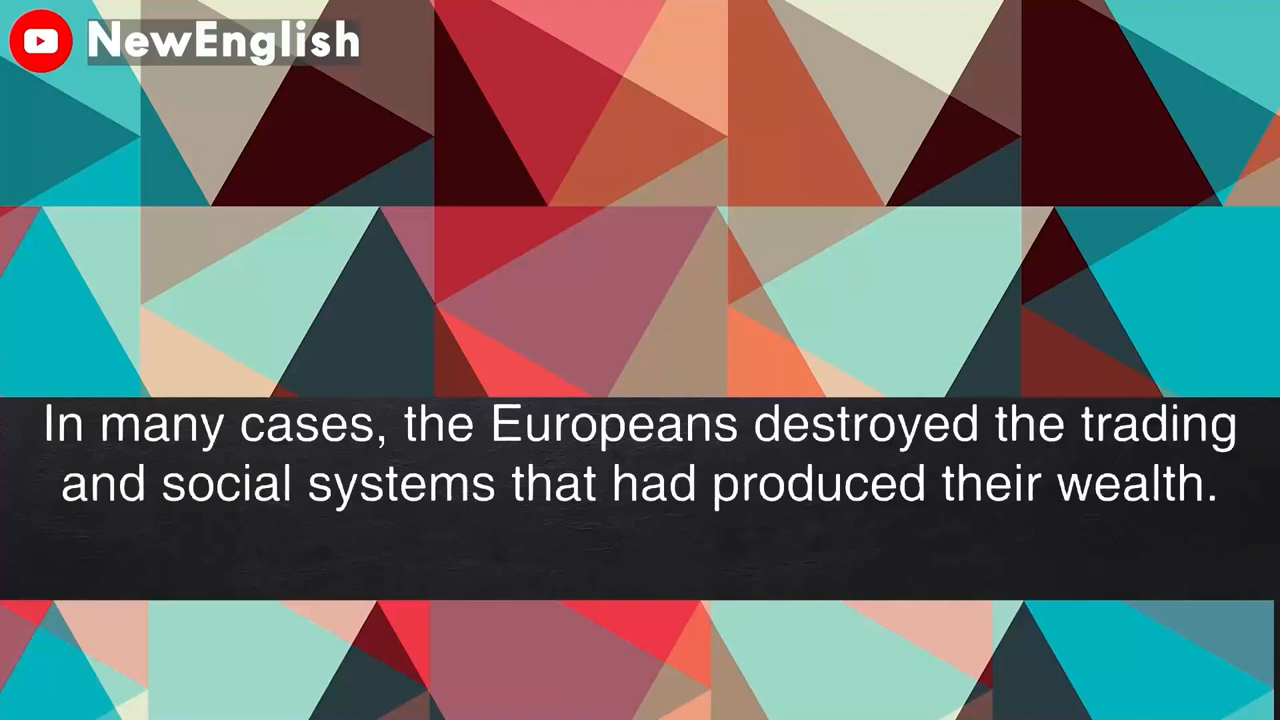 NewEnglish
In many cases, the Europeans destroyed the trading
and social systems that had produced their wealth.